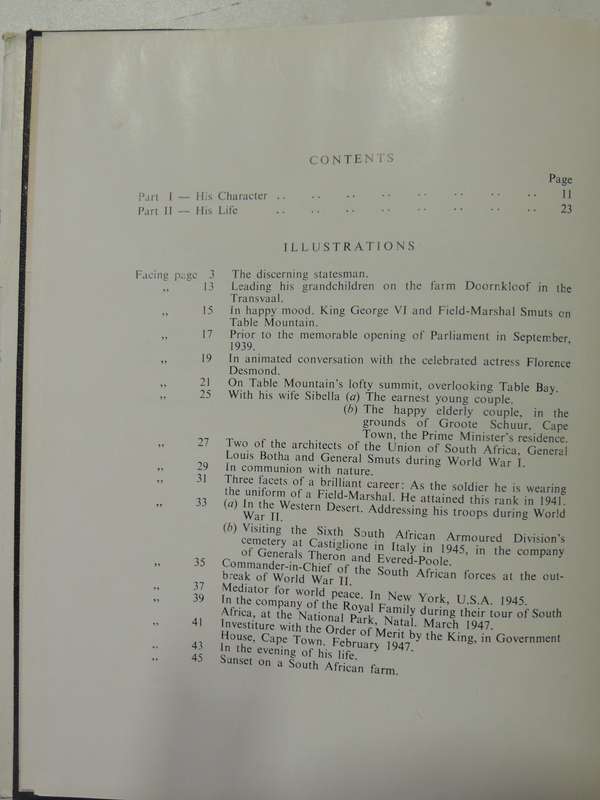 CONTENTS
Page
Part I — His Character .. .. .. .. .. .. .. .. 11
Part II — His Life .. .. .. .. .. .. .. .. 23
ILLUSTRATIONS
Facing page 3 The discerning statesman.
,, 13 Leading his grandchildren on the farm Doornkloof in the
Transvaal.
,, 15 In happy mood. King George VI and Field-Marshal Smuts on
Table Mountain.
,, 17 Prior to the memorable opening of Parliament in September,
1939.
,, 19 In animated conversation with the celebrated actress Florence
Desmond.
,, 21 On Table Mountain's lofty summit, overlooking Table Bay.
,, 25 With his wife Sibella (a) The earnest young couple.
(b) The happy elderly couple, in the
grounds of Groote Schuur, Cape
Town, the Prime Minister's residence.
,, 27 Two of the architects of the Union of South Africa, General
Louis Botha and General Smuts during World War I.
,, 29 In communion with nature.
,, 31 Three facets of a brilliant career: As the soldier he is wearing
the uniform of a Field-Marshal. He attained this rank in 1941.
,, 33 (a) In the Western Desert. Addressing his troops during World
War II.
(b) Visiting the Sixth South African Armoured Division's
cemetery at Castiglione in Italy in 1945, in the company
of Generals Theron and Evered-Poole.
,, 35 Commander-in-Chief of the South African forces at the out-
break of World War II.
,, 37 Mediator for world peace. In New York, U.S.A. 1945.
,, 39 In the company of the Royal Family during their tour of South
Africa, at the National Park, Natal. March 1947.
,, 41 Investiture with the Order of Merit by the King, in Government
House, Cape Town. February 1947.
,, 43 In the evening of his life.
,, 45 Sunset on a South African farm.